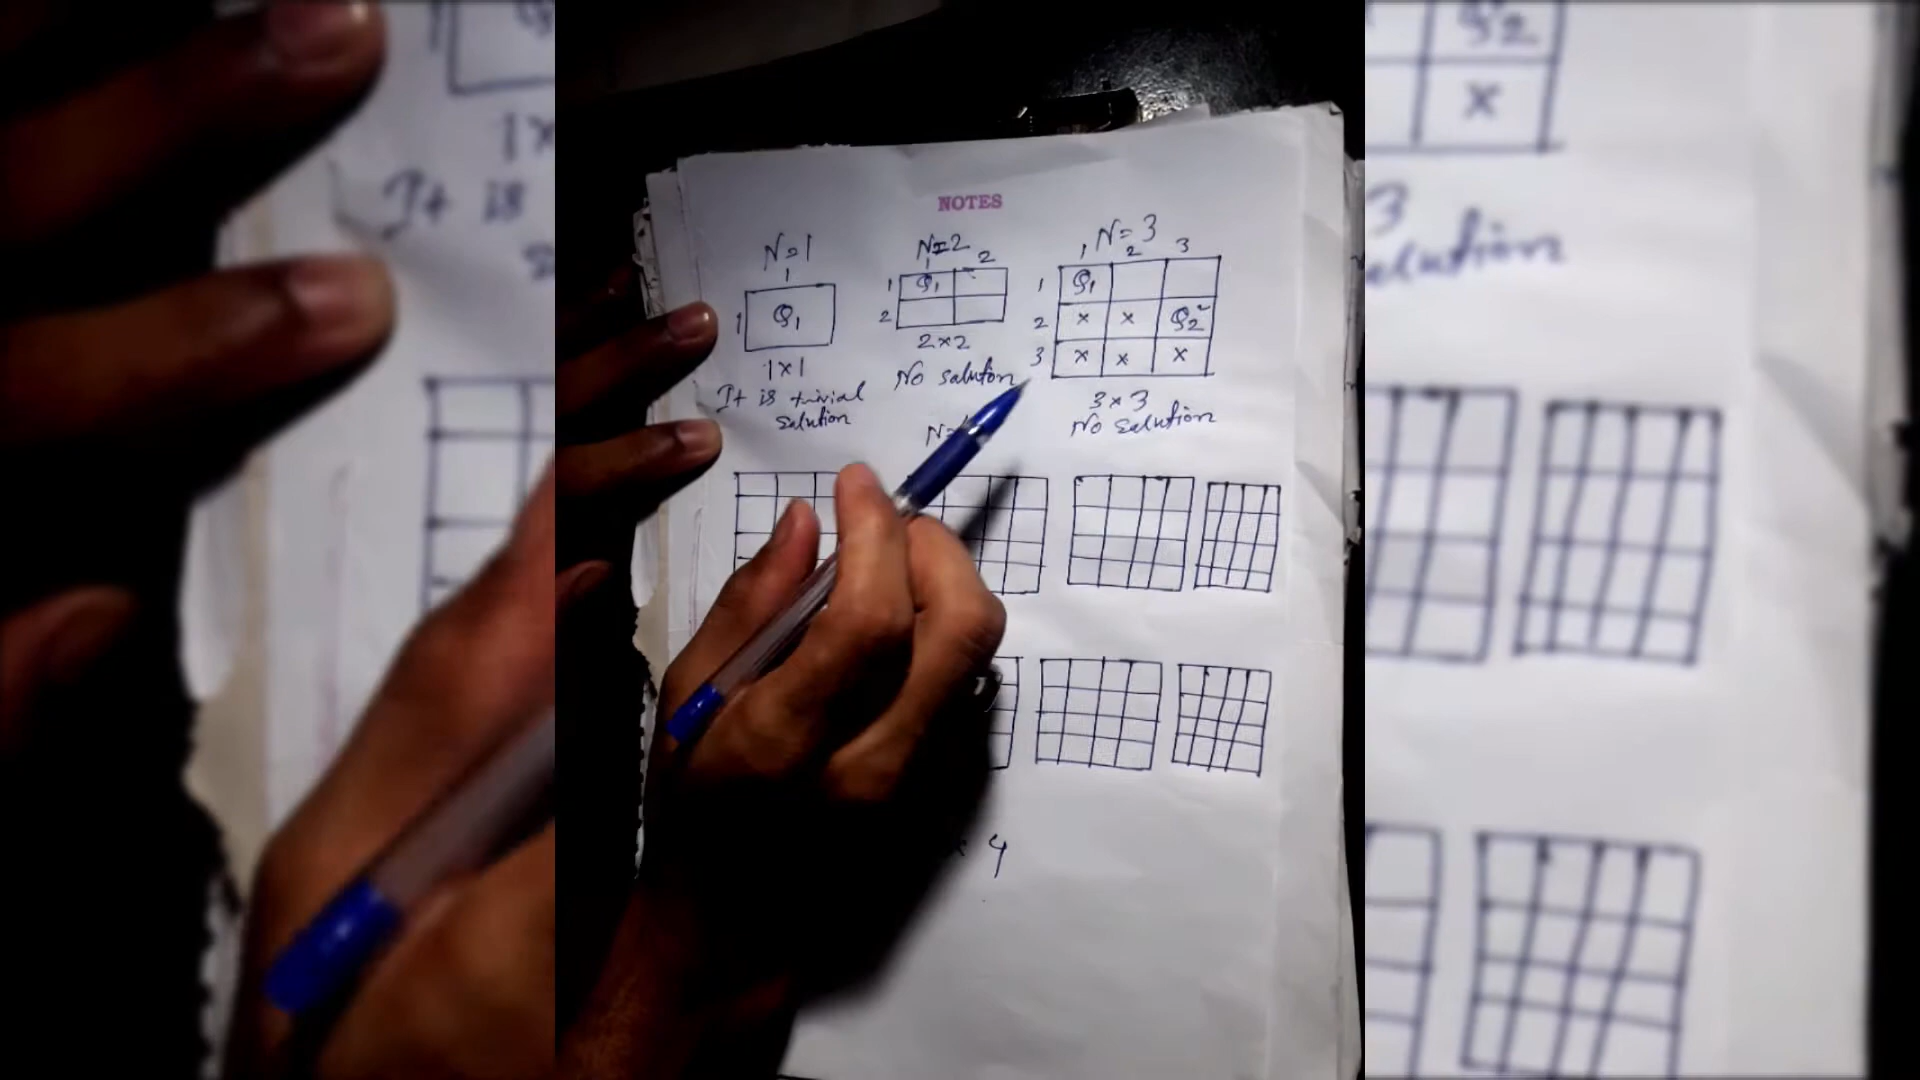 NOTES
N=1
1
1 Q1
1×1
It is trivial
solution
N=2
1 2
1 Q1
2
2×2
No solution
N=3
1 2 3
1 Q1
2 × × Q2
3 × × ×
3×3
No solution
N=
× 4